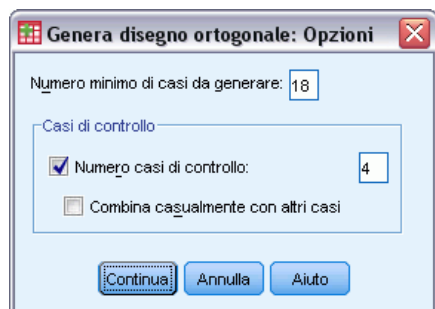 Genera disegno ortogonale: Opzioni
Numero minimo di casi da generare: 18
Casi di controllo
Numero casi di controllo: 4
Combina casualmente con altri casi
Continua Annulla Aiuto